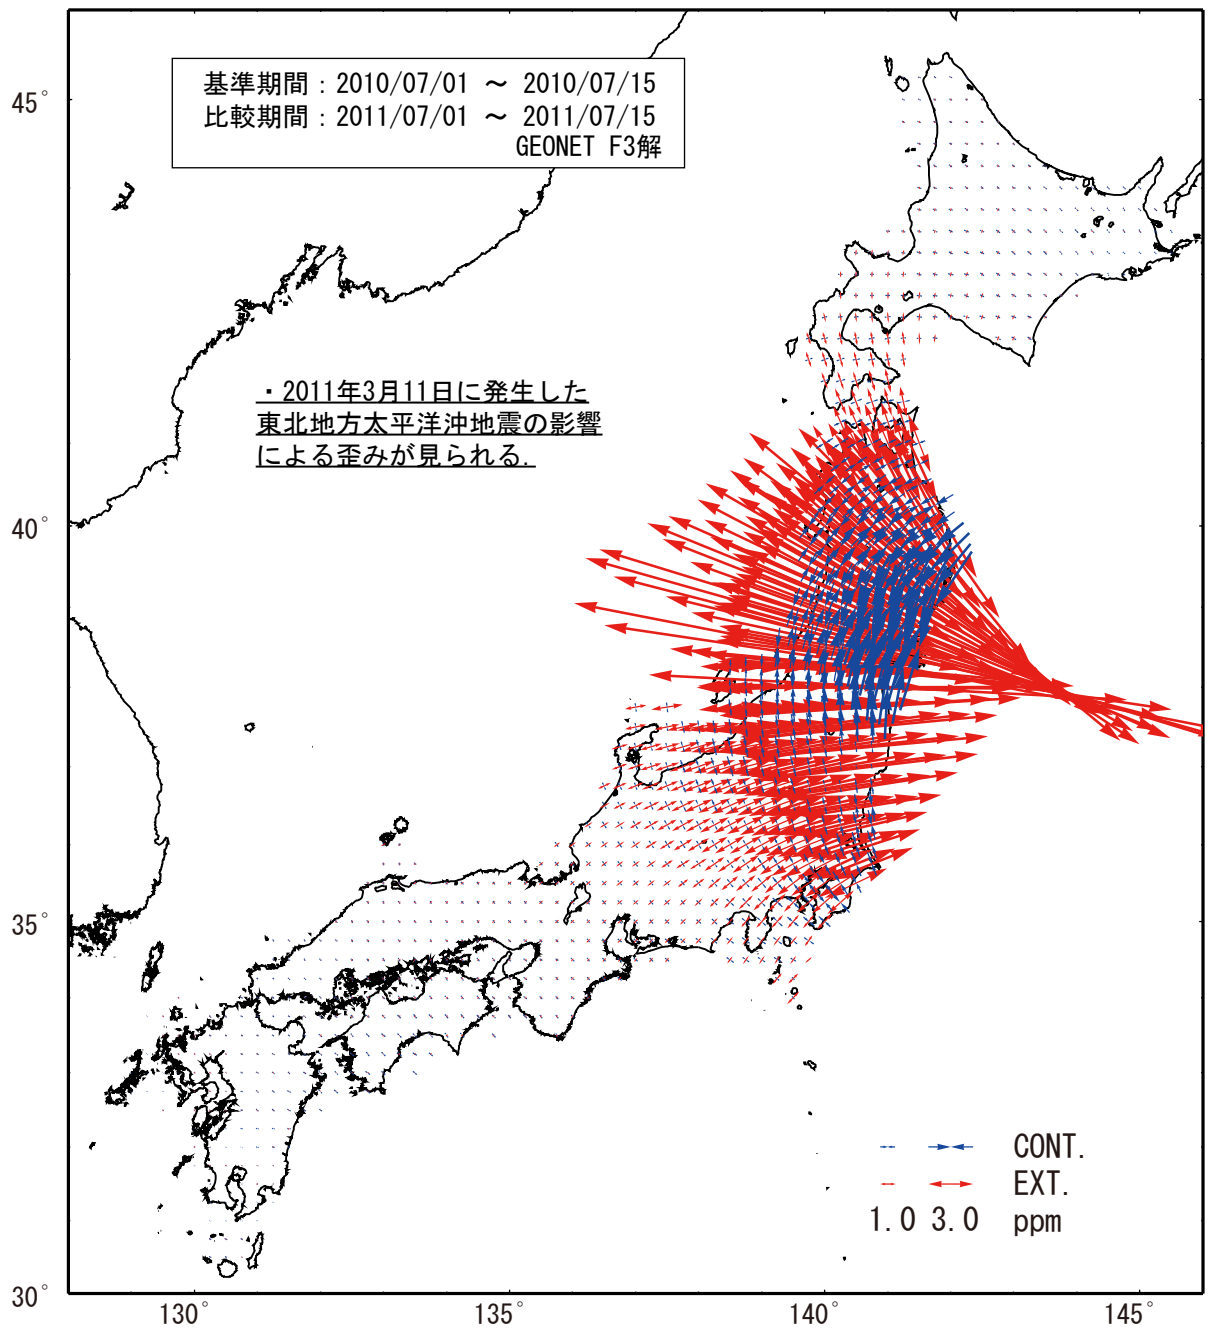 基準期間：2010/07/01 ～ 2010/07/15
比較期間：2011/07/01 ～ 2011/07/15
GEONET F3解
45°
・2011年3月11日に発生した
東北地方太平洋沖地震の影響
による歪みが見られる.
40°
35°
CONT.
EXT.
1.0 3.0 ppm
30°
130° 135° 140° 145°